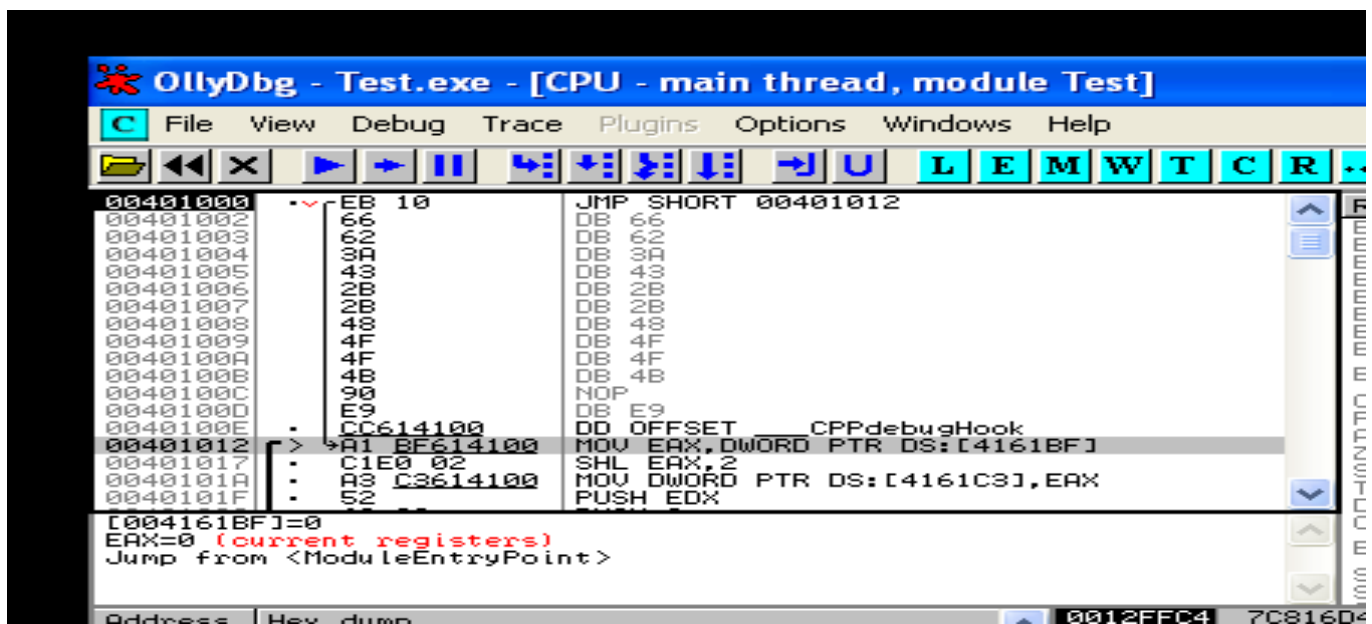 OllyDbg - Test.exe - [CPU - main thread, module Test]
C File View Debug Trace Plugins Options Windows Help
L E M W T C R
00401000 EB 10 JMP SHORT 00401012
00401002 66 DB 66
00401003 62 DB 62
00401004 3A DB 3A
00401005 43 DB 43
00401006 2B DB 2B
00401007 2B DB 2B
00401008 48 DB 48
00401009 4F DB 4F
0040100A 4F DB 4F
0040100B 4B DB 4B
0040100C 90 NOP
0040100D E9 DB E9
0040100E CC614100 DD OFFSET ___CPPdebugHook
00401012 > A1 BF614100 MOV EAX,DWORD PTR DS:[4161BF]
00401017 C1E0 02 SHL EAX,2
0040101A A3 C3614100 MOV DWORD PTR DS:[4161C3],EAX
0040101F 52 PUSH EDX
[004161BF]=0
EAX=0 (current registers)
Jump from <ModuleEntryPoint>
Address Hex dump 0012FFC4 7C816D4